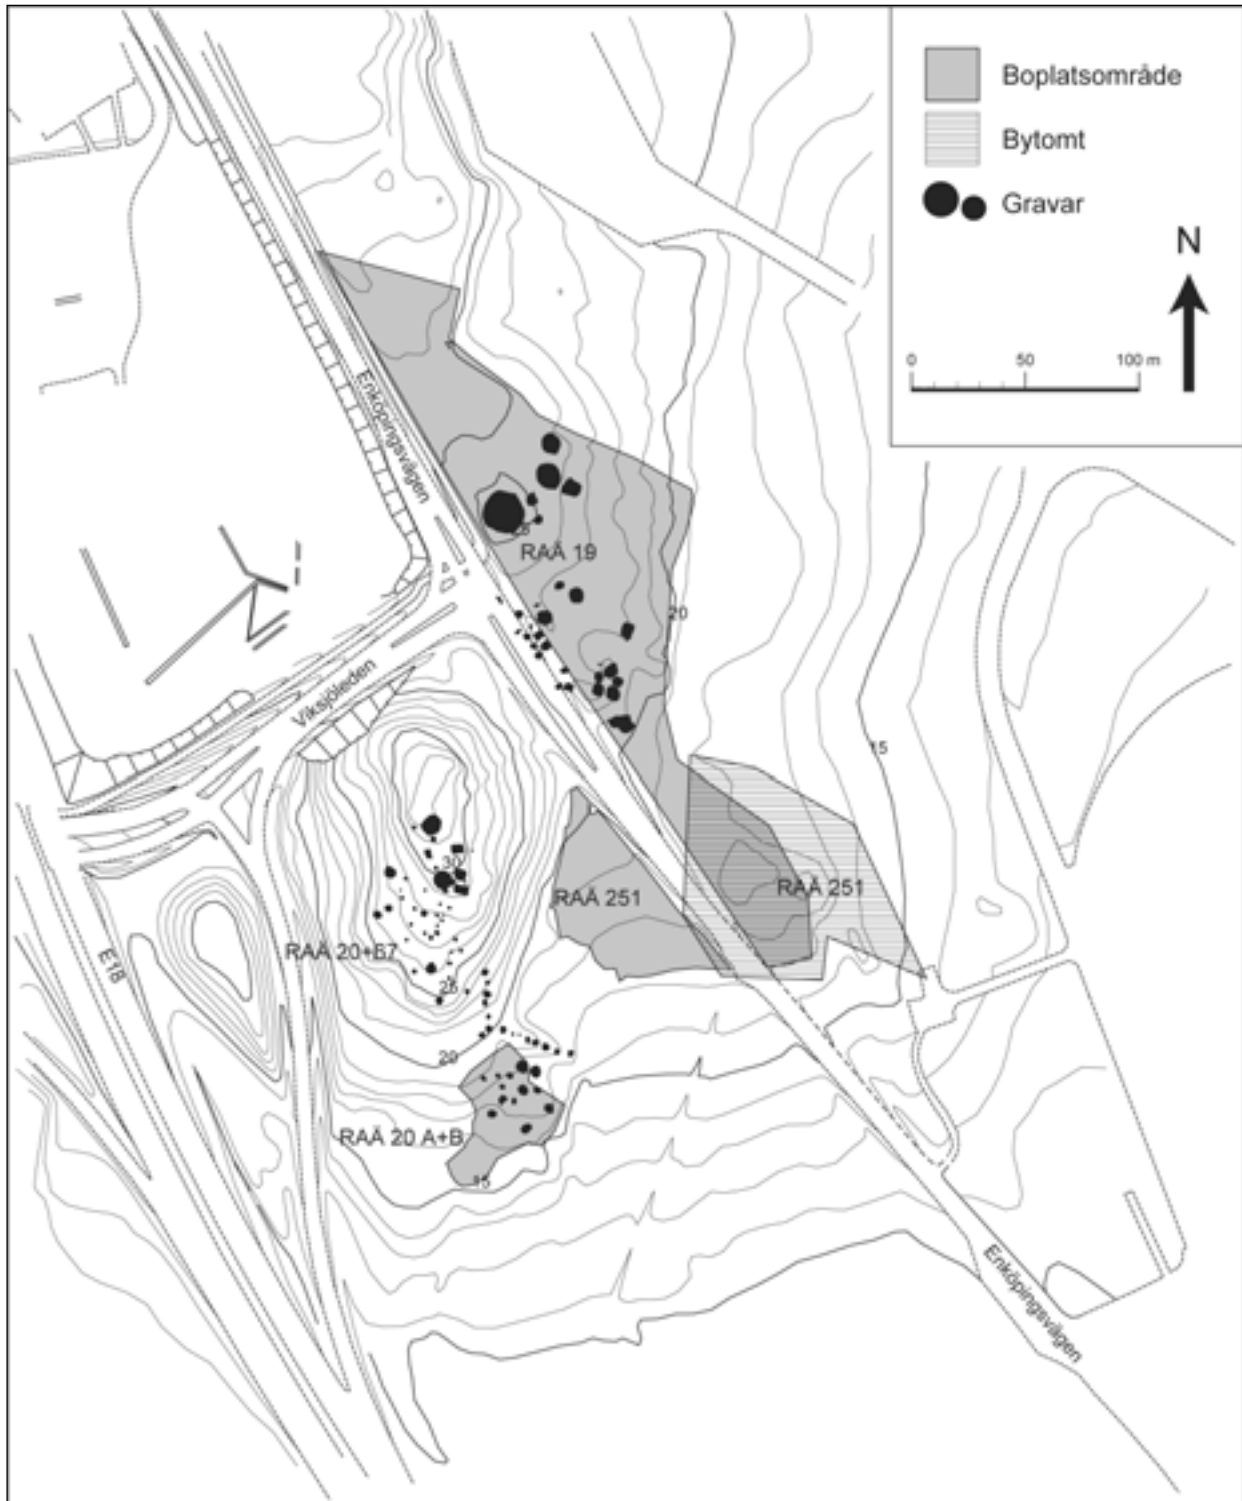 Boplatsområde
Bytomt
Gravar
N
0 50 100 m
Enköpingsvägen
RAÄ 19
20
Viksjöleden
15
30
RAÄ 251
RAÄ 251
RAÄ 20+67
E18
25
20
RAÄ 20 A+B
15
Enköpingsvägen